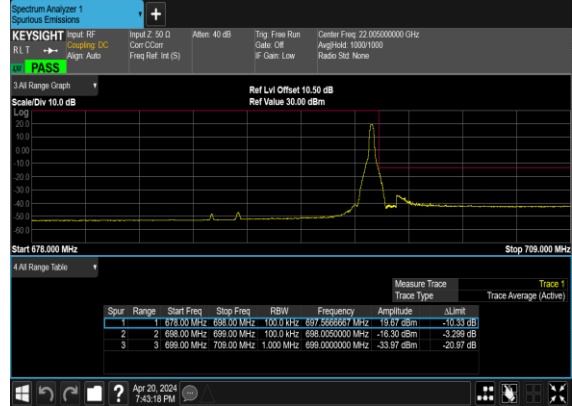 Spectrum Analyzer 1
Spurious Emissions
+
KEYSIGHT Input: RF Input Z: 50 Ω Atten: 40 dB Trig: Free Run Center Freq: 22.005000000 GHz
RLT Coupling: DC Corr CCorr Gate: Off Avg|Hold: 1000/1000
Align: Auto Freq Ref: Int (S) IF Gain: Low Radio Std: None
LW PASS
3 All Range Graph
Ref Lvl Offset 10.50 dB
Scale/Div 10.0 dB Ref Value 30.00 dBm
Log
20.0
10.0
0.00
-10.0
-20.0
-30.0
-40.0
-50.0
-60.0
Start 678.000 MHz Stop 709.000 MHz
4 All Range Table
Measure Trace Trace 1
Trace Type Trace Average (Active)
Spur Range Start Freq Stop Freq RBW Frequency Amplitude ΔLimit
1 1 678.00 MHz 698.00 MHz 100.0 kHz 697.5666667 MHz 19.67 dBm -10.33 dB
2 2 698.00 MHz 699.00 MHz 100.0 kHz 698.0050000 MHz -16.30 dBm -3.299 dB
3 3 699.00 MHz 709.00 MHz 1.000 MHz 699.0000000 MHz -33.97 dBm -20.97 dB
? Apr 20, 2024
7:43:18 PM